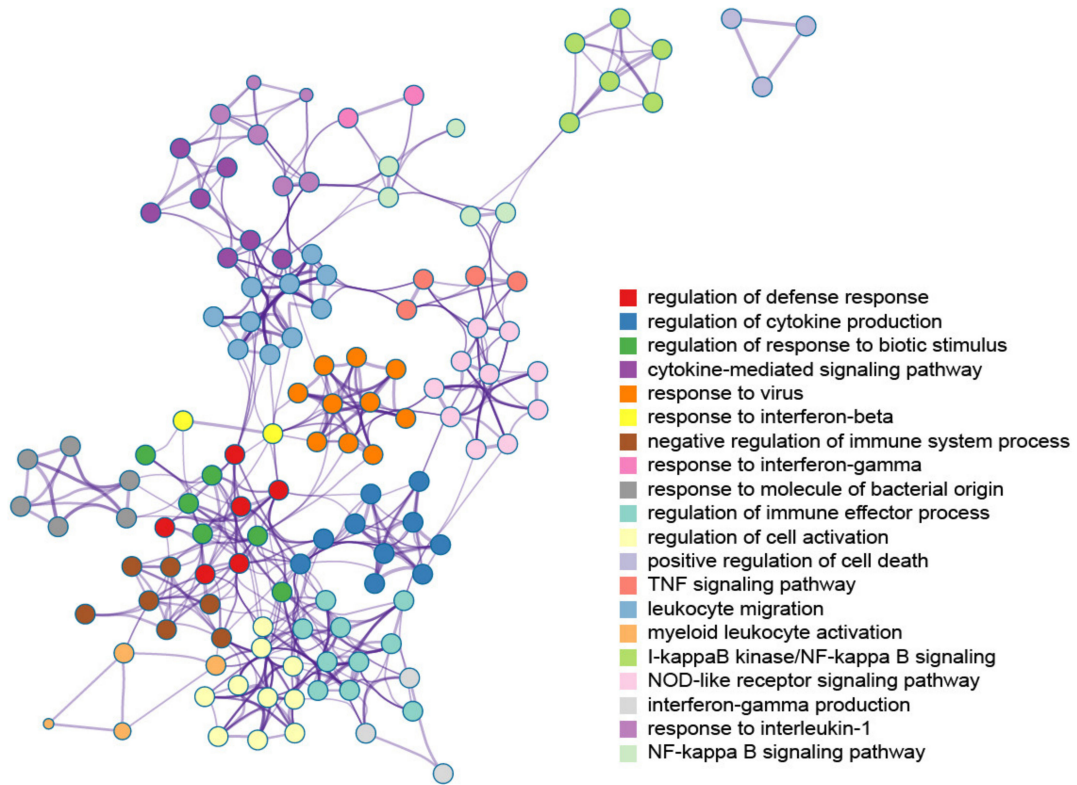 regulation of defense response
regulation of cytokine production
regulation of response to biotic stimulus
cytokine-mediated signaling pathway
response to virus
response to interferon-beta
negative regulation of immune system process
response to interferon-gamma
response to molecule of bacterial origin
regulation of immune effector process
regulation of cell activation
positive regulation of cell death
TNF signaling pathway
leukocyte migration
myeloid leukocyte activation
I-kappaB kinase/NF-kappa B signaling
NOD-like receptor signaling pathway
interferon-gamma production
response to interleukin-1
NF-kappa B signaling pathway